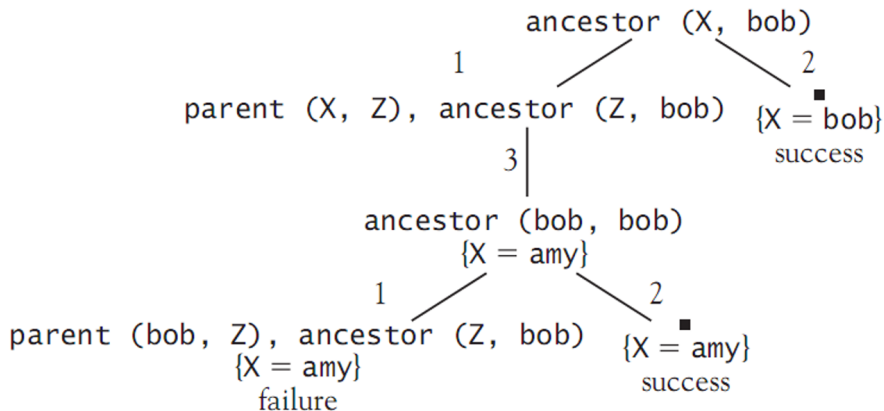 ancestor (X, bob)
1
2
parent (X, Z), ancestor (Z, bob)
{X = bob}
success
3
ancestor (bob, bob)
{X = amy}
1
2
parent (bob, Z), ancestor (Z, bob)
{X = amy}
failure
{X = amy}
success